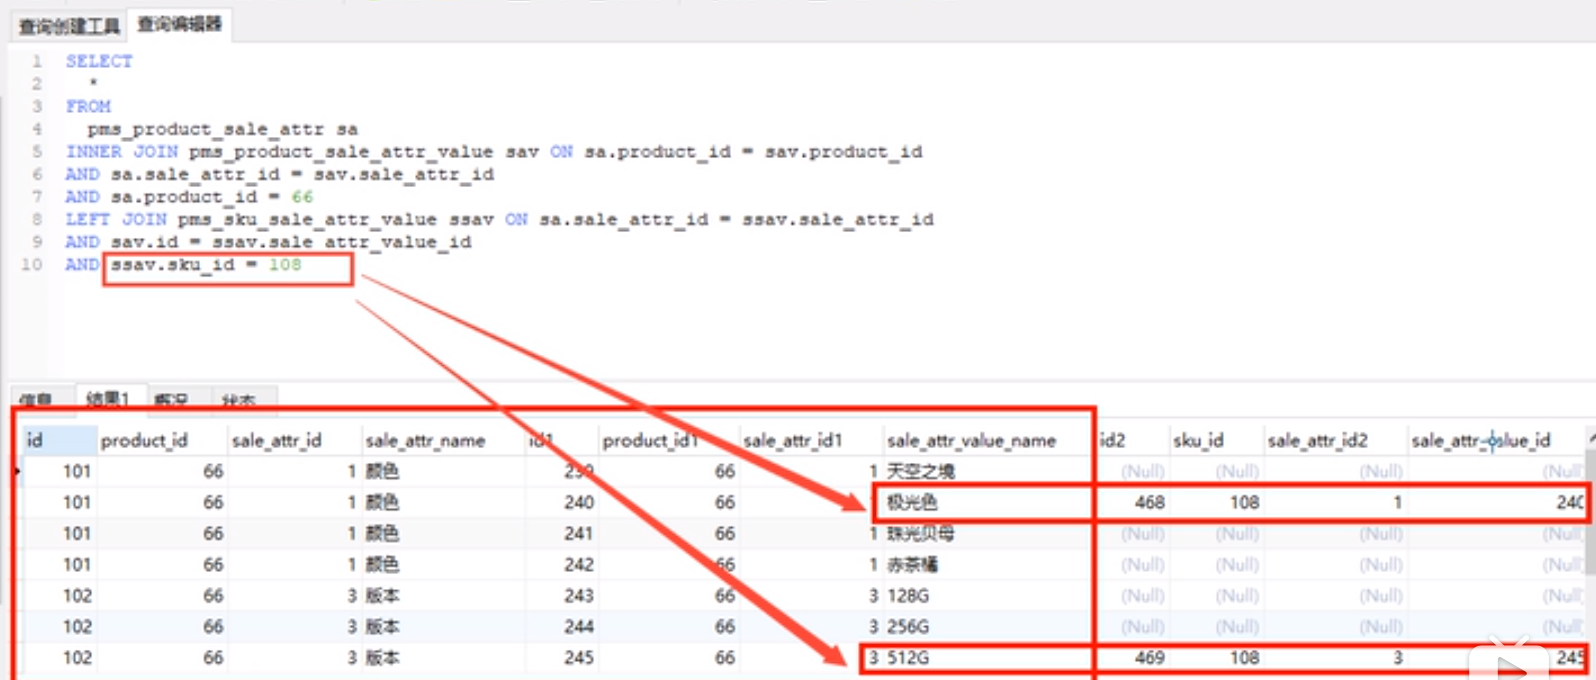 查询创建工具 查询编辑器
1 SELECT
2 *
3 FROM
4 pms_product_sale_attr sa
5 INNER JOIN pms_product_sale_attr_value sav ON sa.product_id = sav.product_id
6 AND sa.sale_attr_id = sav.sale_attr_id
7 AND sa.product_id = 66
8 LEFT JOIN pms_sku_sale_attr_value ssav ON sa.sale_attr_id = ssav.sale_attr_id
9 AND sav.id = ssav.sale_attr_value_id
10 AND ssav.sku_id = 108
信息 结果1 概况 状态
id product_id sale_attr_id sale_attr_name id1 product_id1 sale_attr_id1 sale_attr_value_name id2 sku_id sale_attr_id2
101 66 1 颜色 239 66 1 天空之境 (Null) (Null) (Null) (Null
101 66 1 颜色 240 66 极光色 468 108 1 240
101 66 1 颜色 241 66 1 珠光贝母 (Null) (Null) (Null) (Null
101 66 1 颜色 242 66 1 赤茶橘 (Null) (Null) (Null) (Null
102 66 3 版本 243 66 3 128G (Null) (Null) (Null) (Null
102 66 3 版本 244 66 3 256G (Null) (Null) (Null) (Null
102 66 3 版本 245 66 3 512G 469 108 3 245